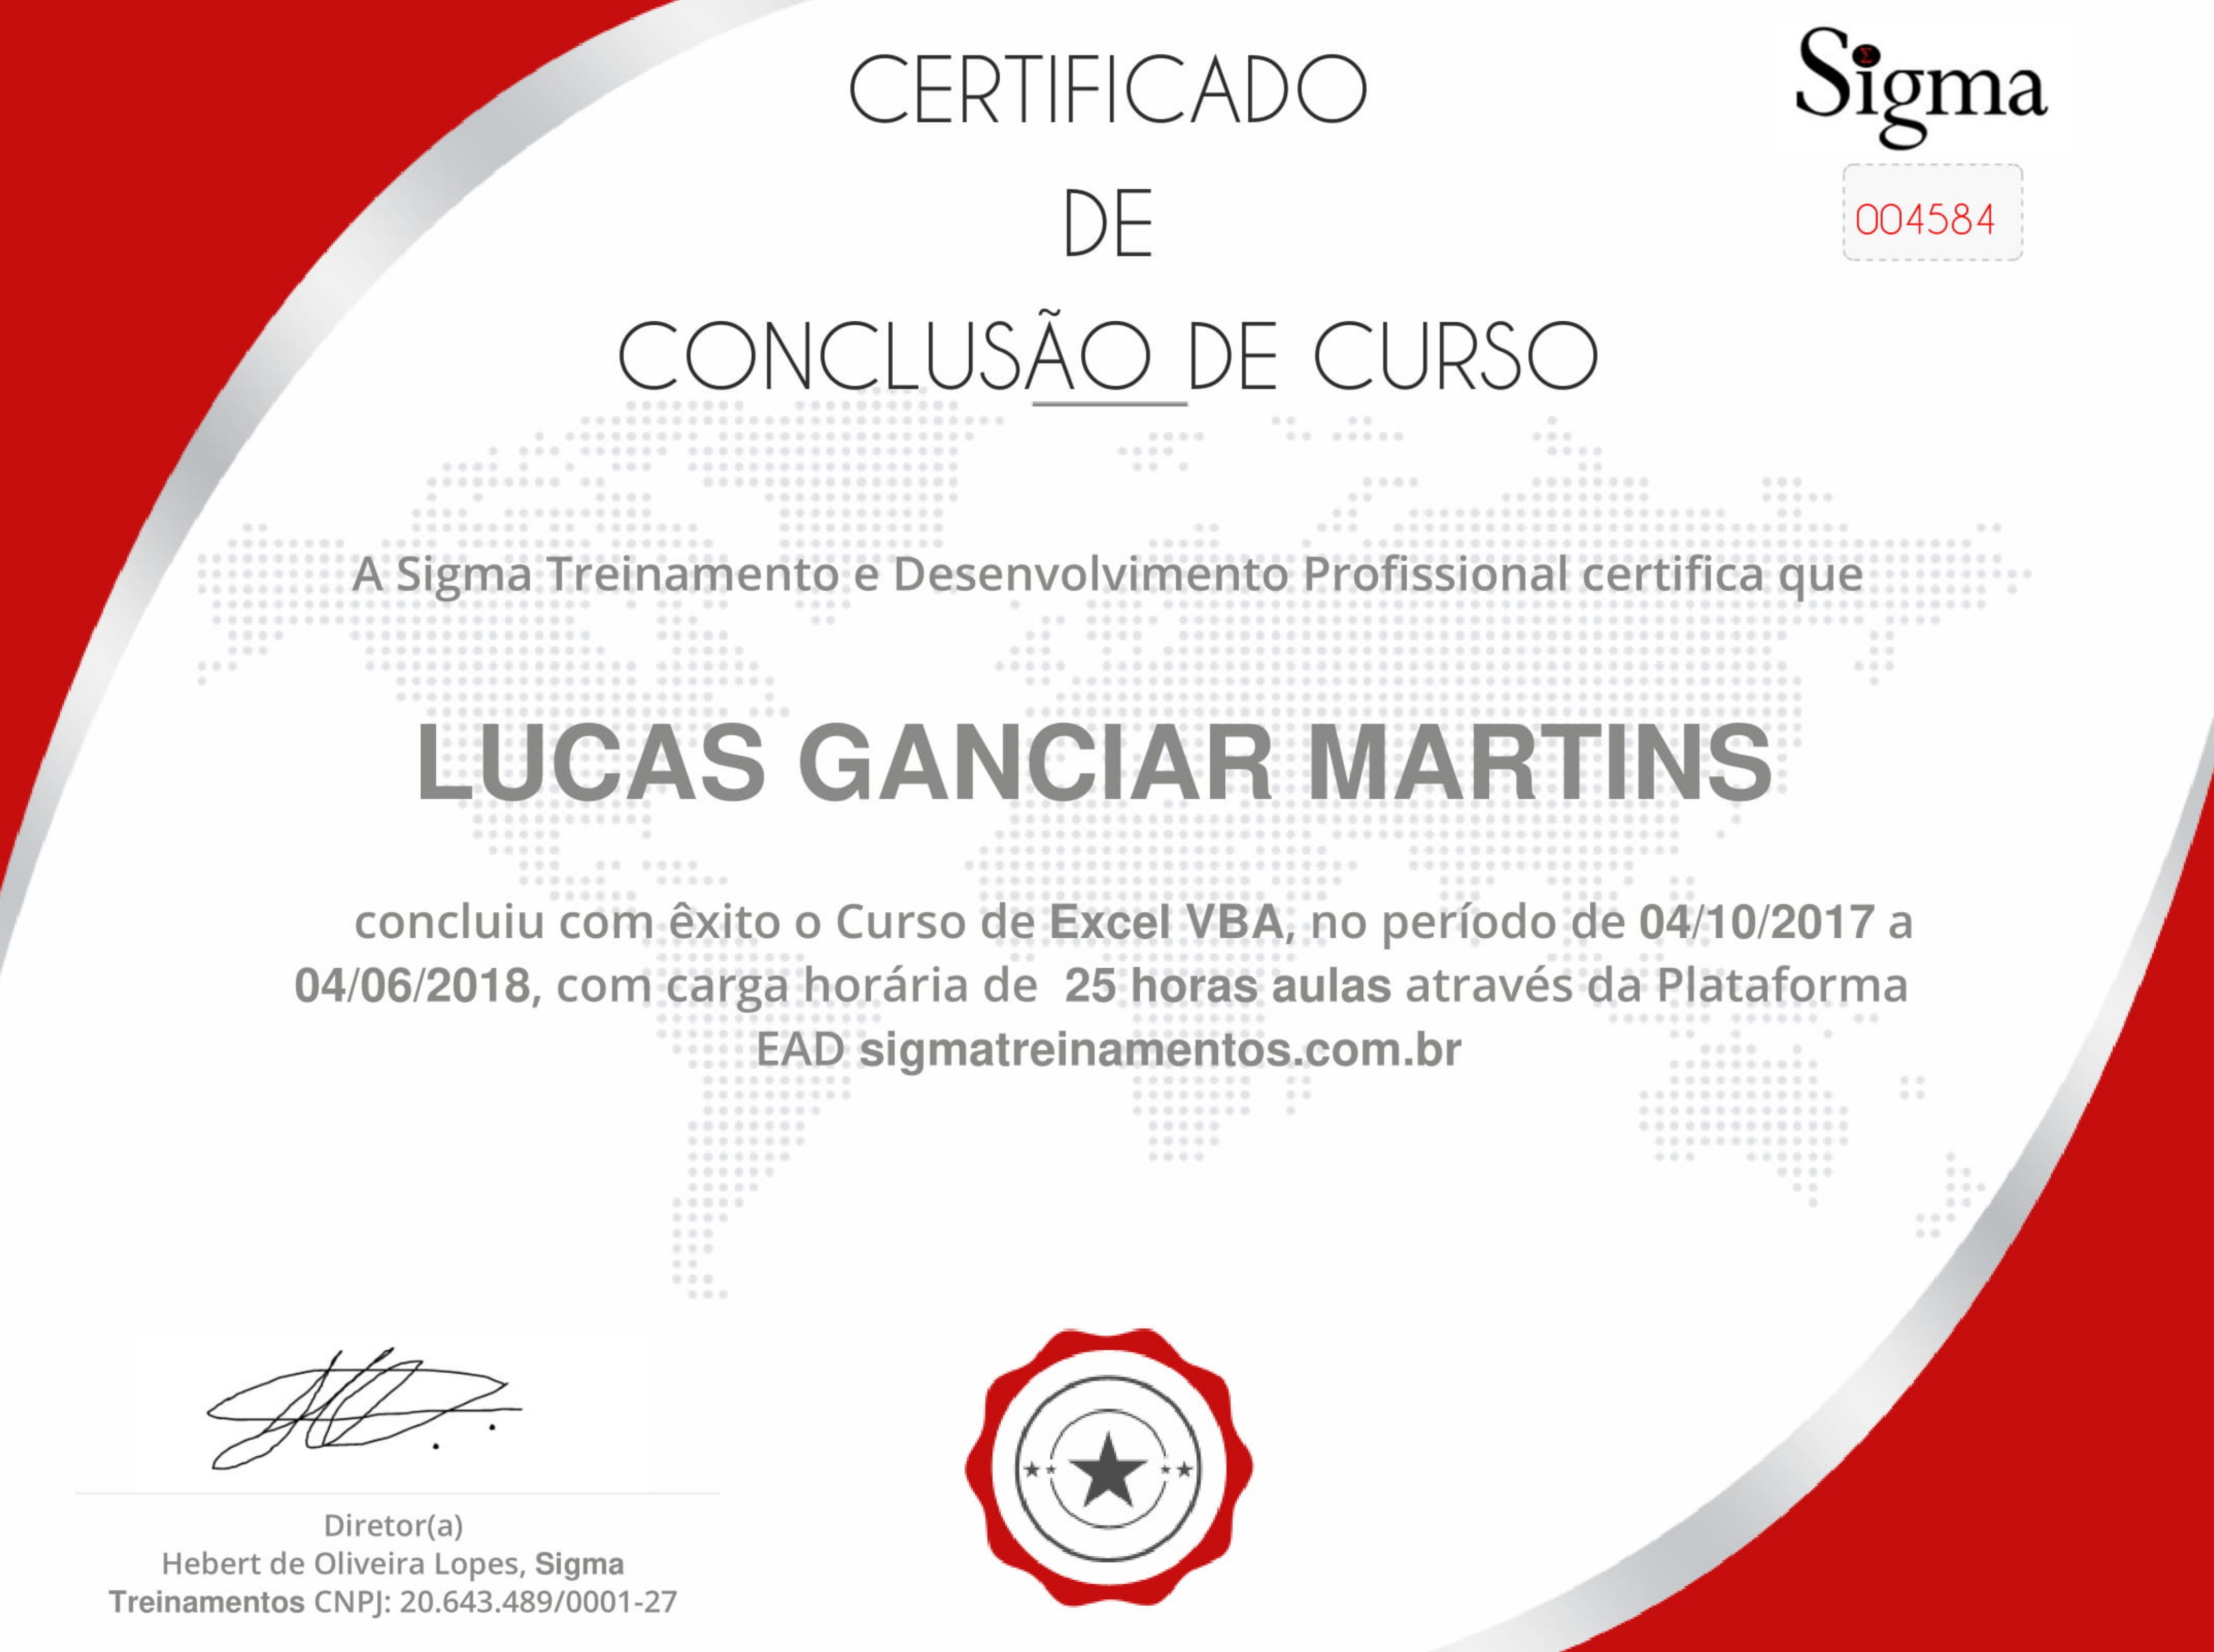 CERTIFICADO
DE
CONCLUSÃO DE CURSO
Sigma
004584
A Sigma Treinamento e Desenvolvimento Profissional certifica que
LUCAS GANCIAR MARTINS
concluiu com êxito o Curso de Excel VBA, no período de 04/10/2017 a
04/06/2018, com carga horária de 25 horas aulas através da Plataforma
EAD sigmatreinamentos.com.br
Diretor(a)
Hebert de Oliveira Lopes, Sigma
Treinamentos CNPJ: 20.643.489/0001-27